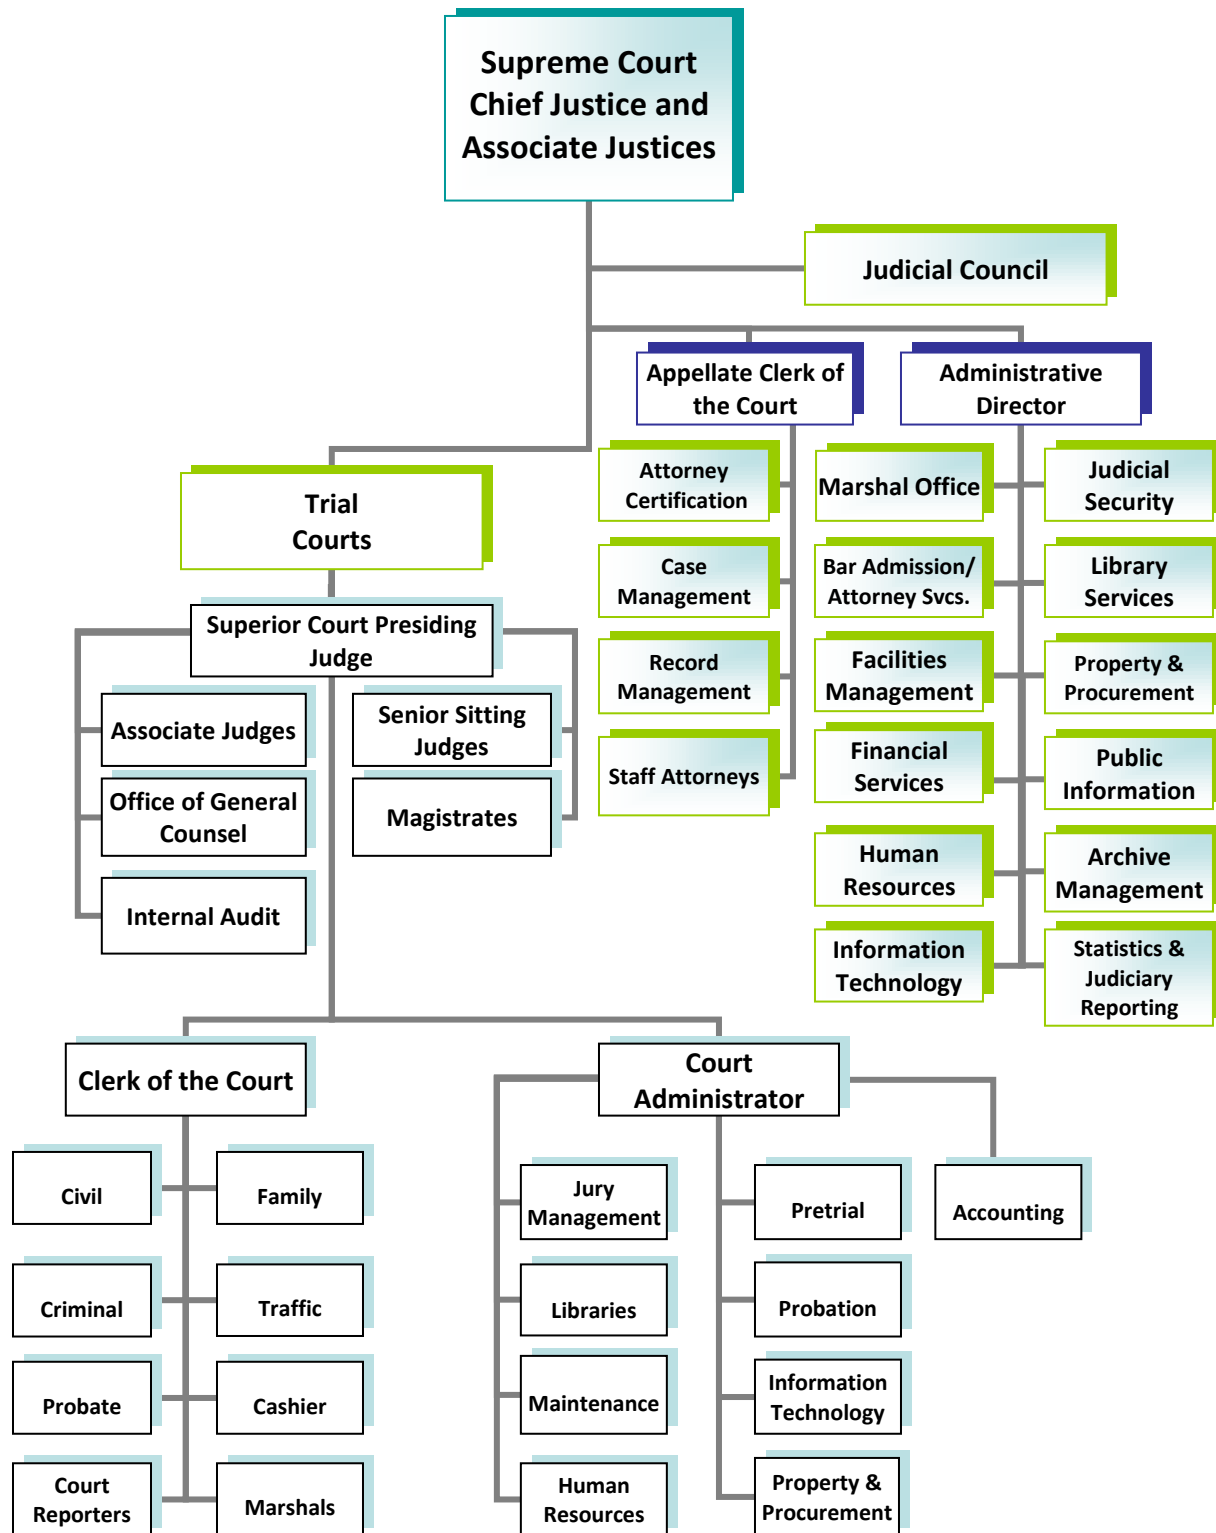 Supreme Court
Chief Justice and
Associate Justices
Judicial Council
Appellate Clerk of
the Court
Administrative
Director
Attorney
Certification
Case
Management
Record
Management
Staff Attorneys
Marshal Office
Bar Admission/
Attorney Svcs.
Facilities
Management
Financial
Services
Human
Resources
Information
Technology
Judicial
Security
Library
Services
Property &
Procurement
Public
Information
Archive
Management
Statistics &
Judiciary
Reporting
Trial
Courts
Superior Court Presiding
Judge
Associate Judges
Office of General
Counsel
Internal Audit
Senior Sitting
Judges
Magistrates
Clerk of the Court
Civil
Family
Criminal
Traffic
Probate
Cashier
Court
Reporters
Marshals
Court
Administrator
Jury
Management
Libraries
Maintenance
Human
Resources
Pretrial
Probation
Information
Technology
Property &
Procurement
Accounting